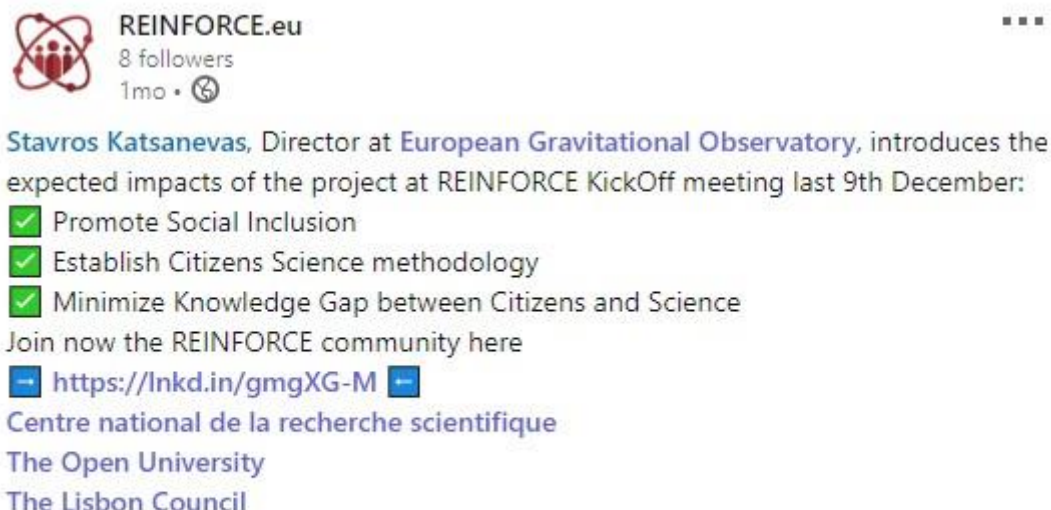 REINFORCE.eu
8 followers
1mo •
Stavros Katsanevas, Director at European Gravitational Observatory, introduces the
expected impacts of the project at REINFORCE KickOff meeting last 9th December:
✅ Promote Social Inclusion
✅ Establish Citizens Science methodology
✅ Minimize Knowledge Gap between Citizens and Science
Join now the REINFORCE community here
➡ https://lnkd.in/gmgXG-M ⬅
Centre national de la recherche scientifique
The Open University
The Lisbon Council